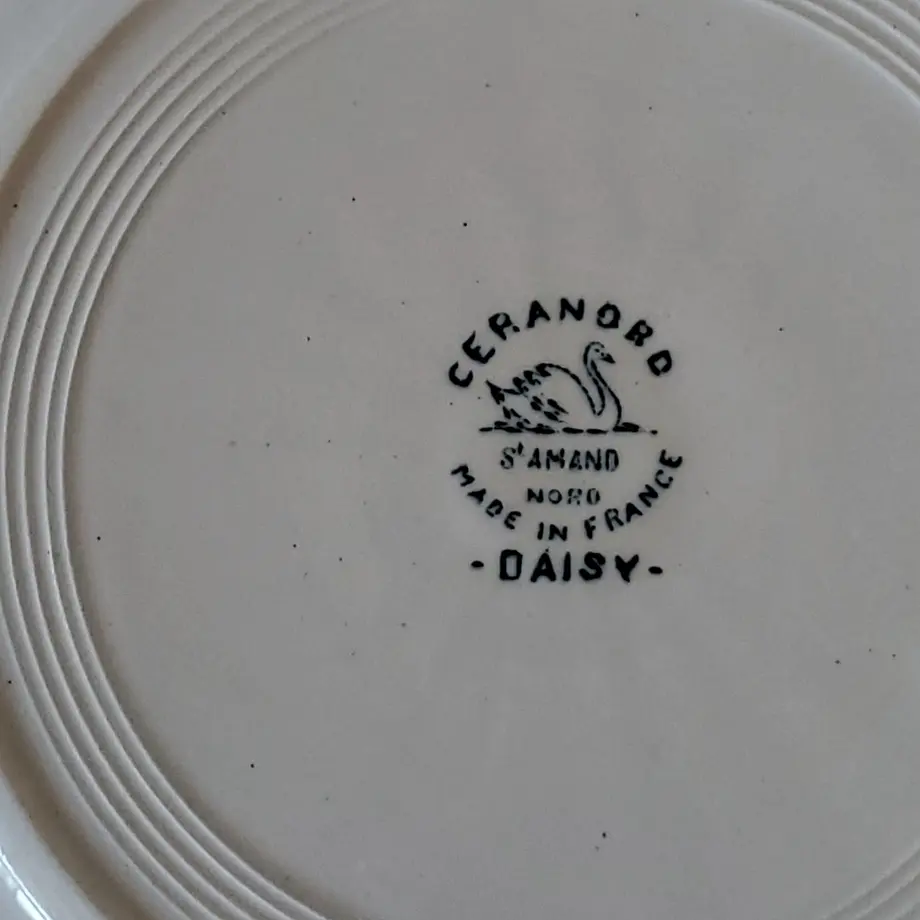 CERANORD
St AMAND
NORD
MADE IN FRANCE
-DAISY-